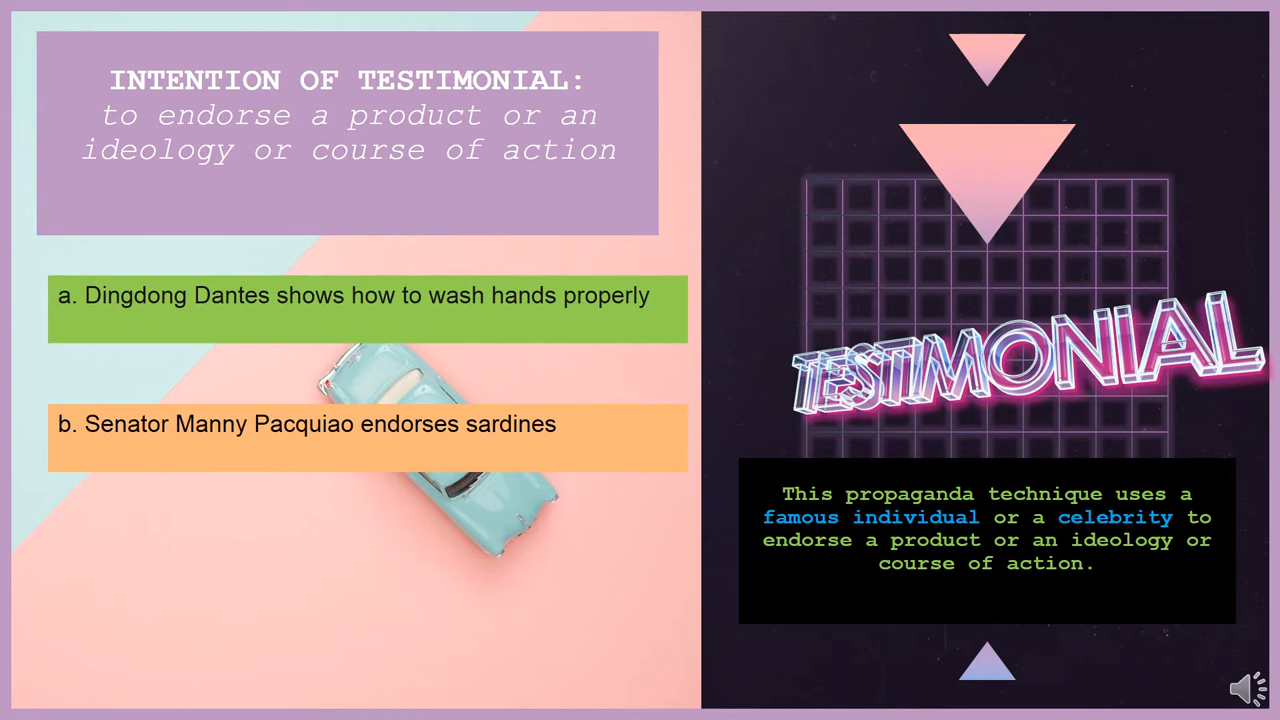 INTENTION OF TESTIMONIAL:
to endorse a product or an
ideology or course of action
a. Dingdong Dantes shows how to wash hands properly
b. Senator Manny Pacquiao endorses sardines
TESTIMONIAL
This propaganda technique uses a
famous individual or a celebrity to
endorse a product or an ideology or
course of action.